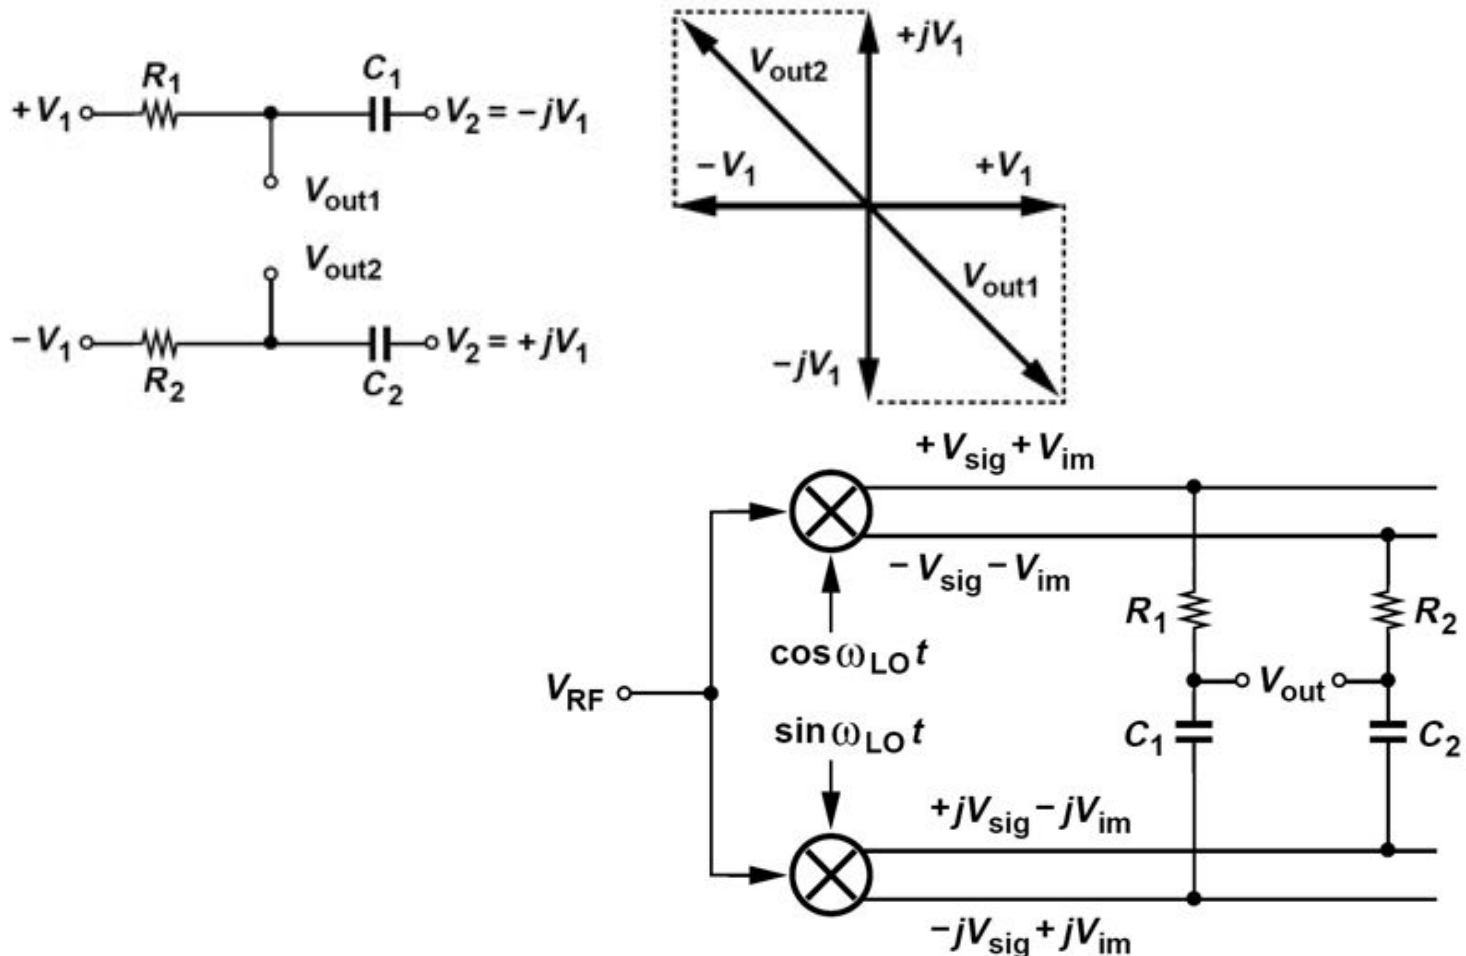 R1
C1
+V1
V2 = −jV1
Vout1
Vout2
−V1
V2 = +jV1
R2
C2
+jV1
Vout2
−V1
+V1
Vout1
−jV1
+Vsig + Vim
−Vsig − Vim
R1
R2
cos ωLO t
VRF
Vout
sin ωLO t
C1
C2
+jVsig − jVim
−jVsig + jVim